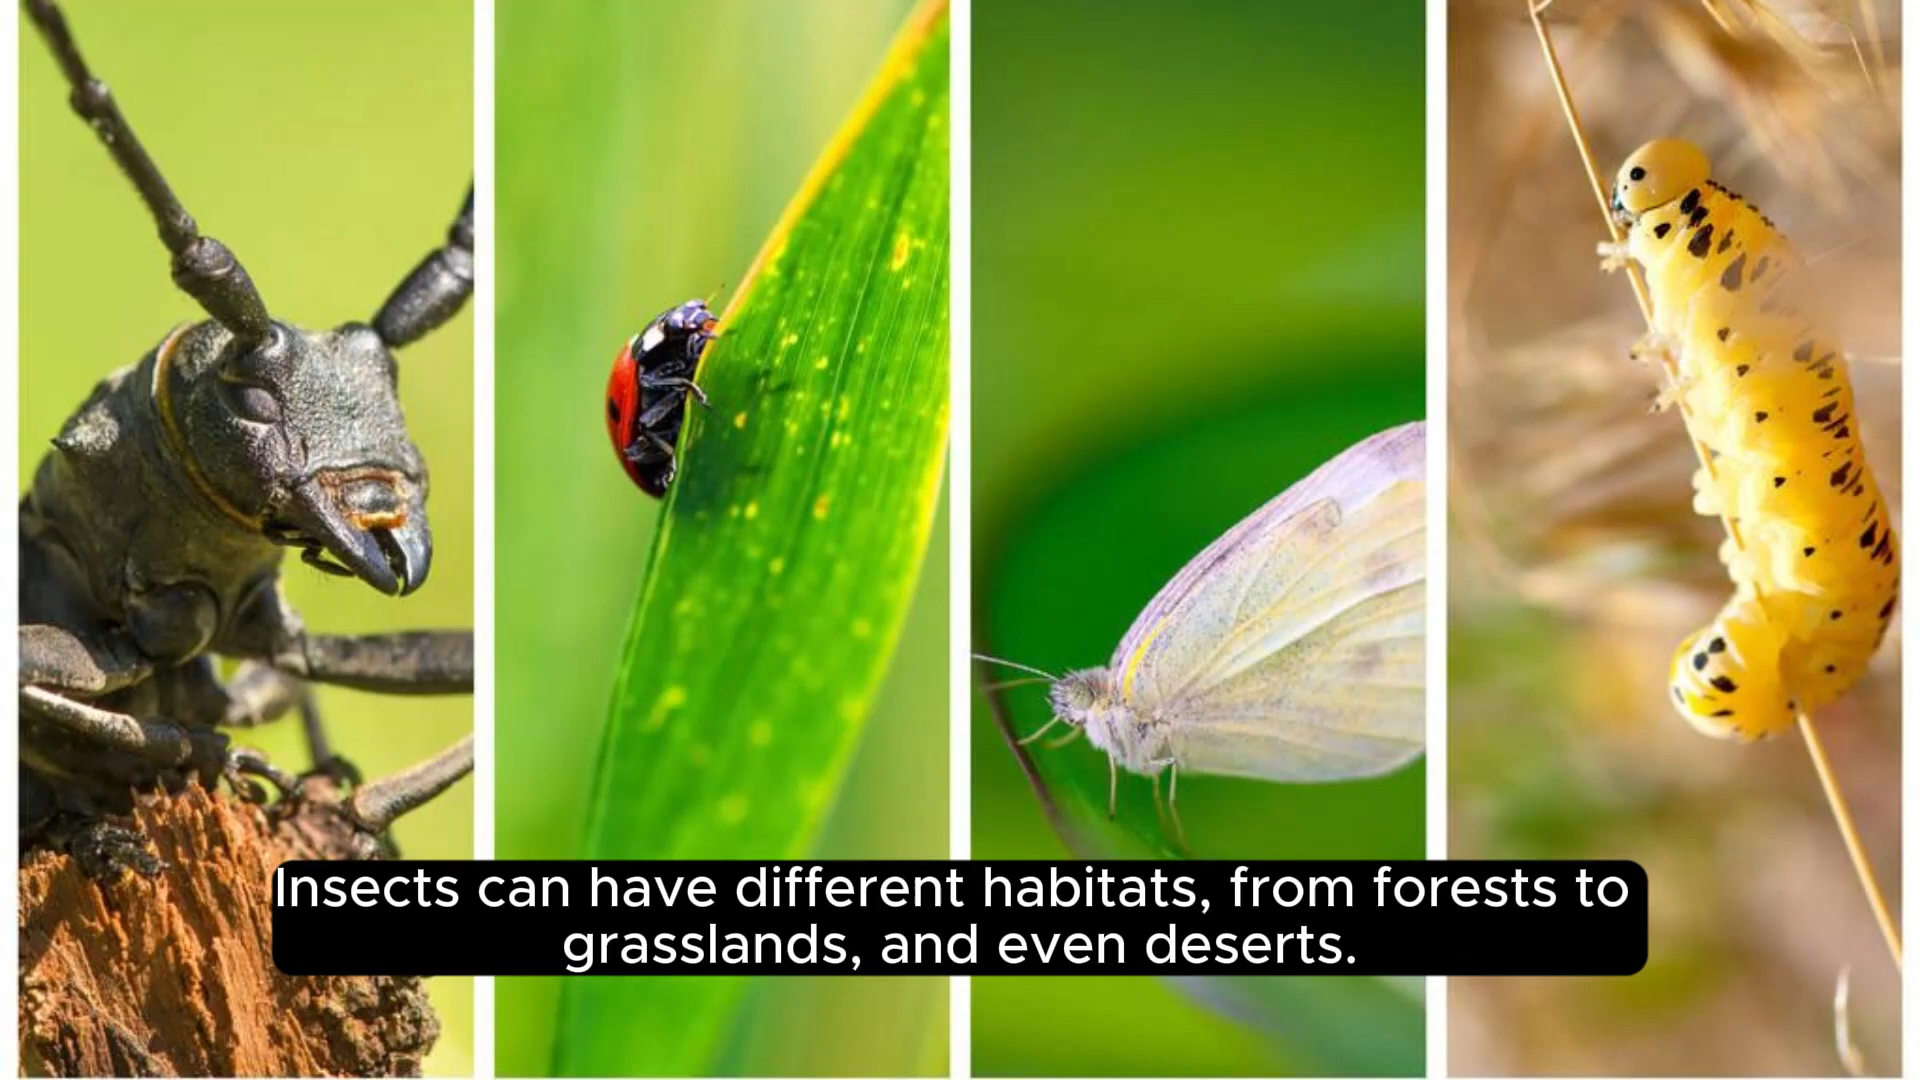 Insects can have different habitats, from forests to
grasslands, and even deserts.